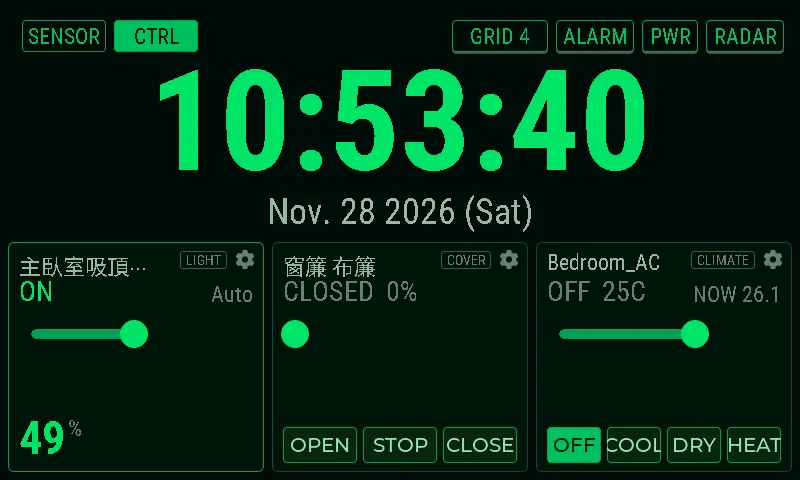 SENSOR CTRL GRID 4 ALARM PWR RADAR
10:53:40
Nov. 28 2026 (Sat)
主臥室吸頂… LIGHT
ON Auto
49 %
窗簾 布簾 COVER
CLOSED 0%
OPEN STOP CLOSE
Bedroom_AC CLIMATE
OFF 25C NOW 26.1
OFF COOL DRY HEAT